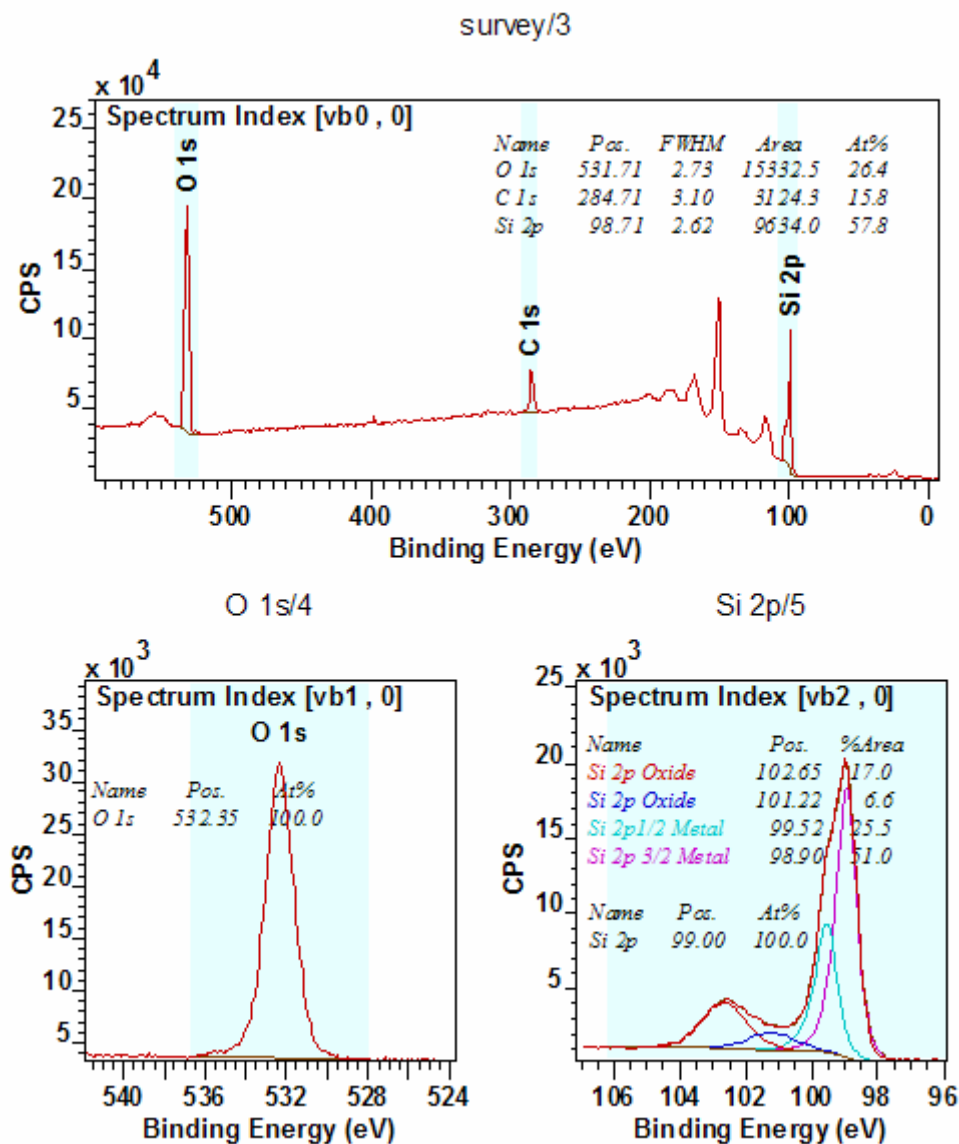 survey/3
x 10^4
Spectrum Index [vb0 , 0]
Name Pos. FWHM Area At%
O 1s 531.71 2.73 15332.5 26.4
C 1s 284.71 3.10 3124.3 15.8
Si 2p 98.71 2.62 9634.0 57.8
O 1s
C 1s
Si 2p
25
20
15
10
5
CPS
500 400 300 200 100 0
Binding Energy (eV)
O 1s/4
x 10^3
Spectrum Index [vb1 , 0]
O 1s
Name Pos. At%
O 1s 532.35 100.0
35
30
25
20
15
10
5
CPS
540 536 532 528 524
Binding Energy (eV)
Si 2p/5
x 10^3
Spectrum Index [vb2 , 0]
Name Pos. %Area
Si 2p Oxide 102.65 17.0
Si 2p Oxide 101.22 6.6
Si 2p1/2 Metal 99.52 25.5
Si 2p 3/2 Metal 98.90 51.0
Name Pos. At%
Si 2p 99.00 100.0
25
20
15
10
5
CPS
106 104 102 100 98 96
Binding Energy (eV)